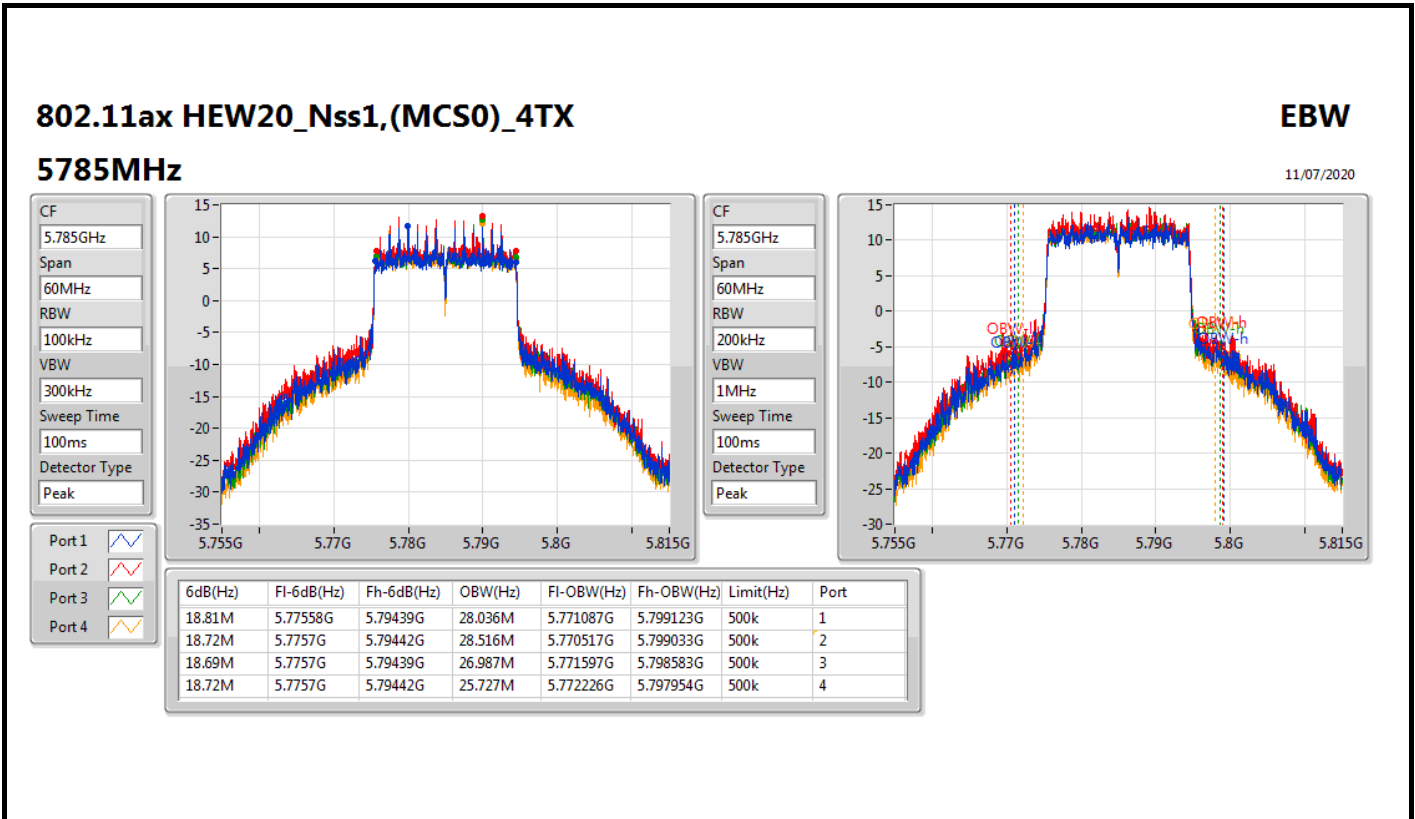 802.11ax HEW20_Nss1,(MCS0)_4TX
EBW
5785MHz
11/07/2020
CF
5.785GHz
Span
60MHz
RBW
100kHz
VBW
300kHz
Sweep Time
100ms
Detector Type
Peak
15
10
5
0
-5
-10
-15
-20
-25
-30
-35
5.755G 5.77G 5.78G 5.79G 5.8G 5.815G
CF
5.785GHz
Span
60MHz
RBW
200kHz
VBW
1MHz
Sweep Time
100ms
Detector Type
Peak
15
10
5
0
-5
-10
-15
-20
-25
-30
5.755G 5.77G 5.78G 5.79G 5.8G 5.815G
Port 1
Port 2
Port 3
Port 4
6dB(Hz) Fl-6dB(Hz) Fh-6dB(Hz) OBW(Hz) Fl-OBW(Hz) Fh-OBW(Hz) Limit(Hz) Port
18.81M 5.77558G 5.79439G 28.036M 5.771087G 5.799123G 500k 1
18.72M 5.7757G 5.79442G 28.516M 5.770517G 5.799033G 500k 2
18.69M 5.7757G 5.79439G 26.987M 5.771597G 5.798583G 500k 3
18.72M 5.7757G 5.79442G 25.727M 5.772226G 5.797954G 500k 4